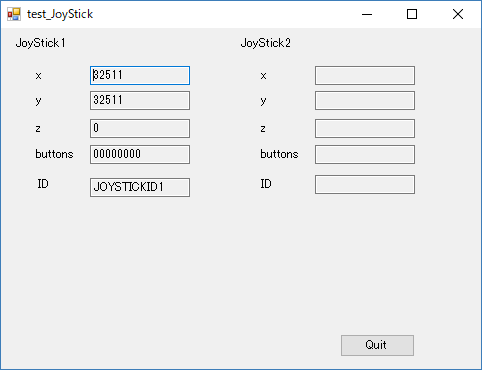 test_JoyStick
JoyStick1
JoyStick2
x 32511
x
y 32511
y
z 0
z
buttons 00000000
buttons
ID JOYSTICKID1
ID
Quit